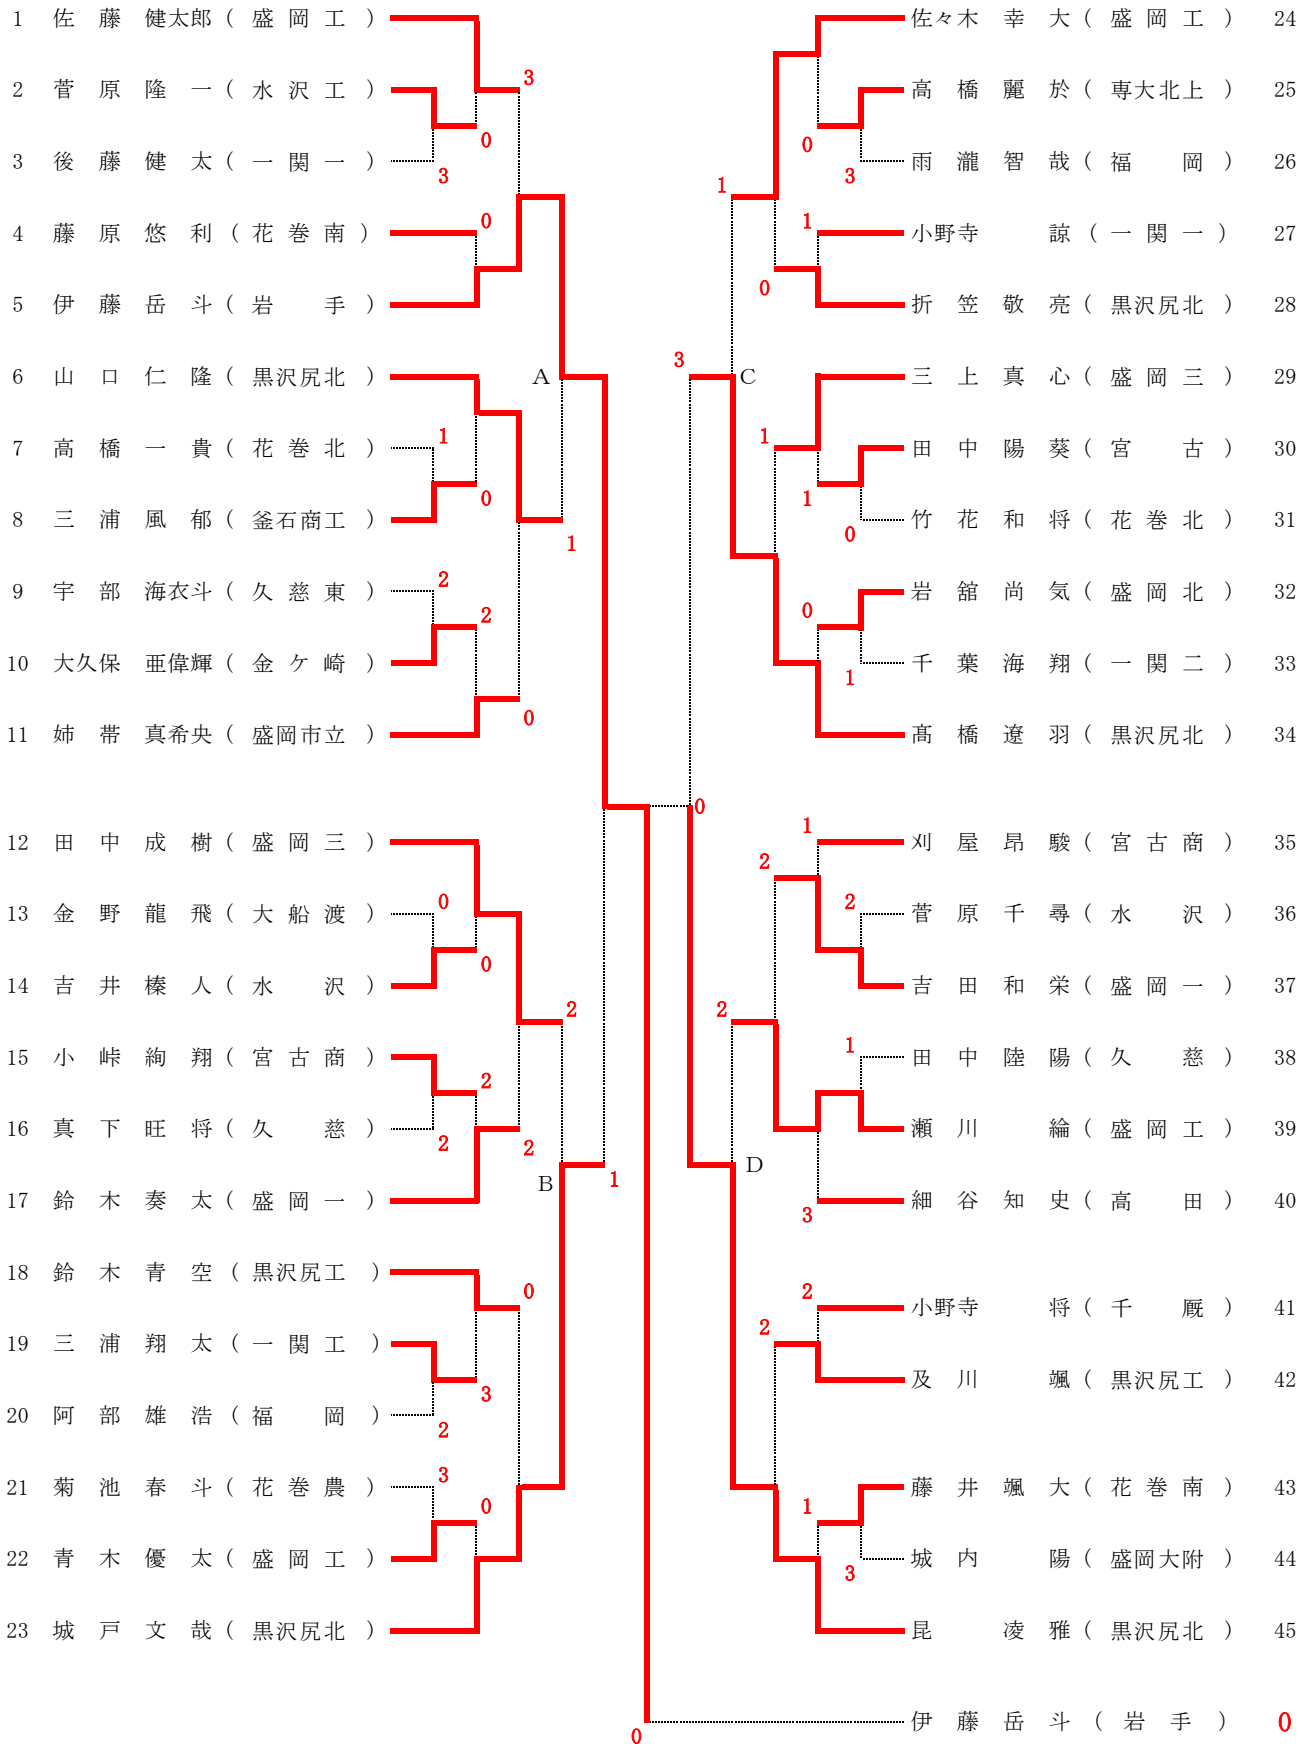 1 佐藤健太郎(盛岡工)
2 菅原隆一(水沢工)
3 後藤健太(一関一)
4 藤原悠利(花巻南)
5 伊藤岳斗(岩手)
6 山口仁隆(黒沢尻北)
7 高橋一貴(花巻北)
8 三浦風郁(釜石商工)
9 宇部海衣斗(久慈東)
10 大久保亜偉輝(金ケ崎)
11 姉帯真希央(盛岡市立)
12 田中成樹(盛岡三)
13 金野龍飛(大船渡)
14 吉井榛人(水沢)
15 小峠絢翔(宮古商)
16 真下旺将(久慈)
17 鈴木奏太(盛岡一)
18 鈴木青空(黒沢尻工)
19 三浦翔太(一関工)
20 阿部雄浩(福岡)
21 菊池春斗(花巻農)
22 青木優太(盛岡工)
23 城戸文哉(黒沢尻北)
3
0
3
0
A
1
0
1
2
2
0
0
0
2
2
2
2
B
1
0
3
2
3
0
佐々木幸大(盛岡工) 24
高橋麗於(専大北上) 25
雨瀧智哉(福岡) 26
小野寺諒(一関一) 27
折笠敬亮(黒沢尻北) 28
三上真心(盛岡三) 29
田中陽葵(宮古) 30
竹花和将(花巻北) 31
岩舘尚気(盛岡北) 32
千葉海翔(一関二) 33
髙橋遼羽(黒沢尻北) 34
刈屋昂駿(宮古商) 35
菅原千尋(水沢) 36
吉田和栄(盛岡一) 37
田中陸陽(久慈) 38
瀬川綸(盛岡工) 39
細谷知史(高田) 40
小野寺将(千厩) 41
及川颯(黒沢尻工) 42
藤井颯大(花巻南) 43
城内陽(盛岡大附) 44
昆凌雅(黒沢尻北) 45
0
3
1
1
0
3
C
1
1
0
0
1
0
1
2
2
2
1
D
3
2
2
1
3
0
伊藤岳斗(岩手) 0